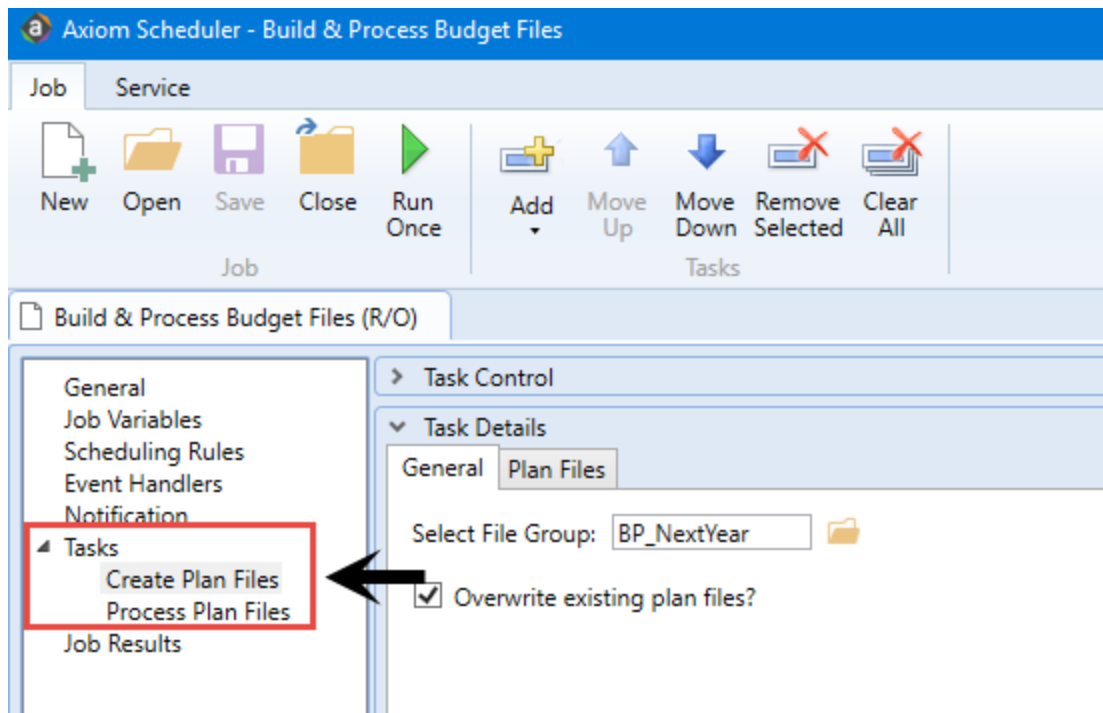 Axiom Scheduler - Build & Process Budget Files
Job Service
New Open Save Close Run Once Add Move Up Move Down Remove Selected Clear All
Job Tasks
Build & Process Budget Files (R/O)
General
Job Variables
Scheduling Rules
Event Handlers
Notification
Tasks
Create Plan Files
Process Plan Files
Job Results
Task Control
Task Details
General Plan Files
Select File Group: BP_NextYear
Overwrite existing plan files?